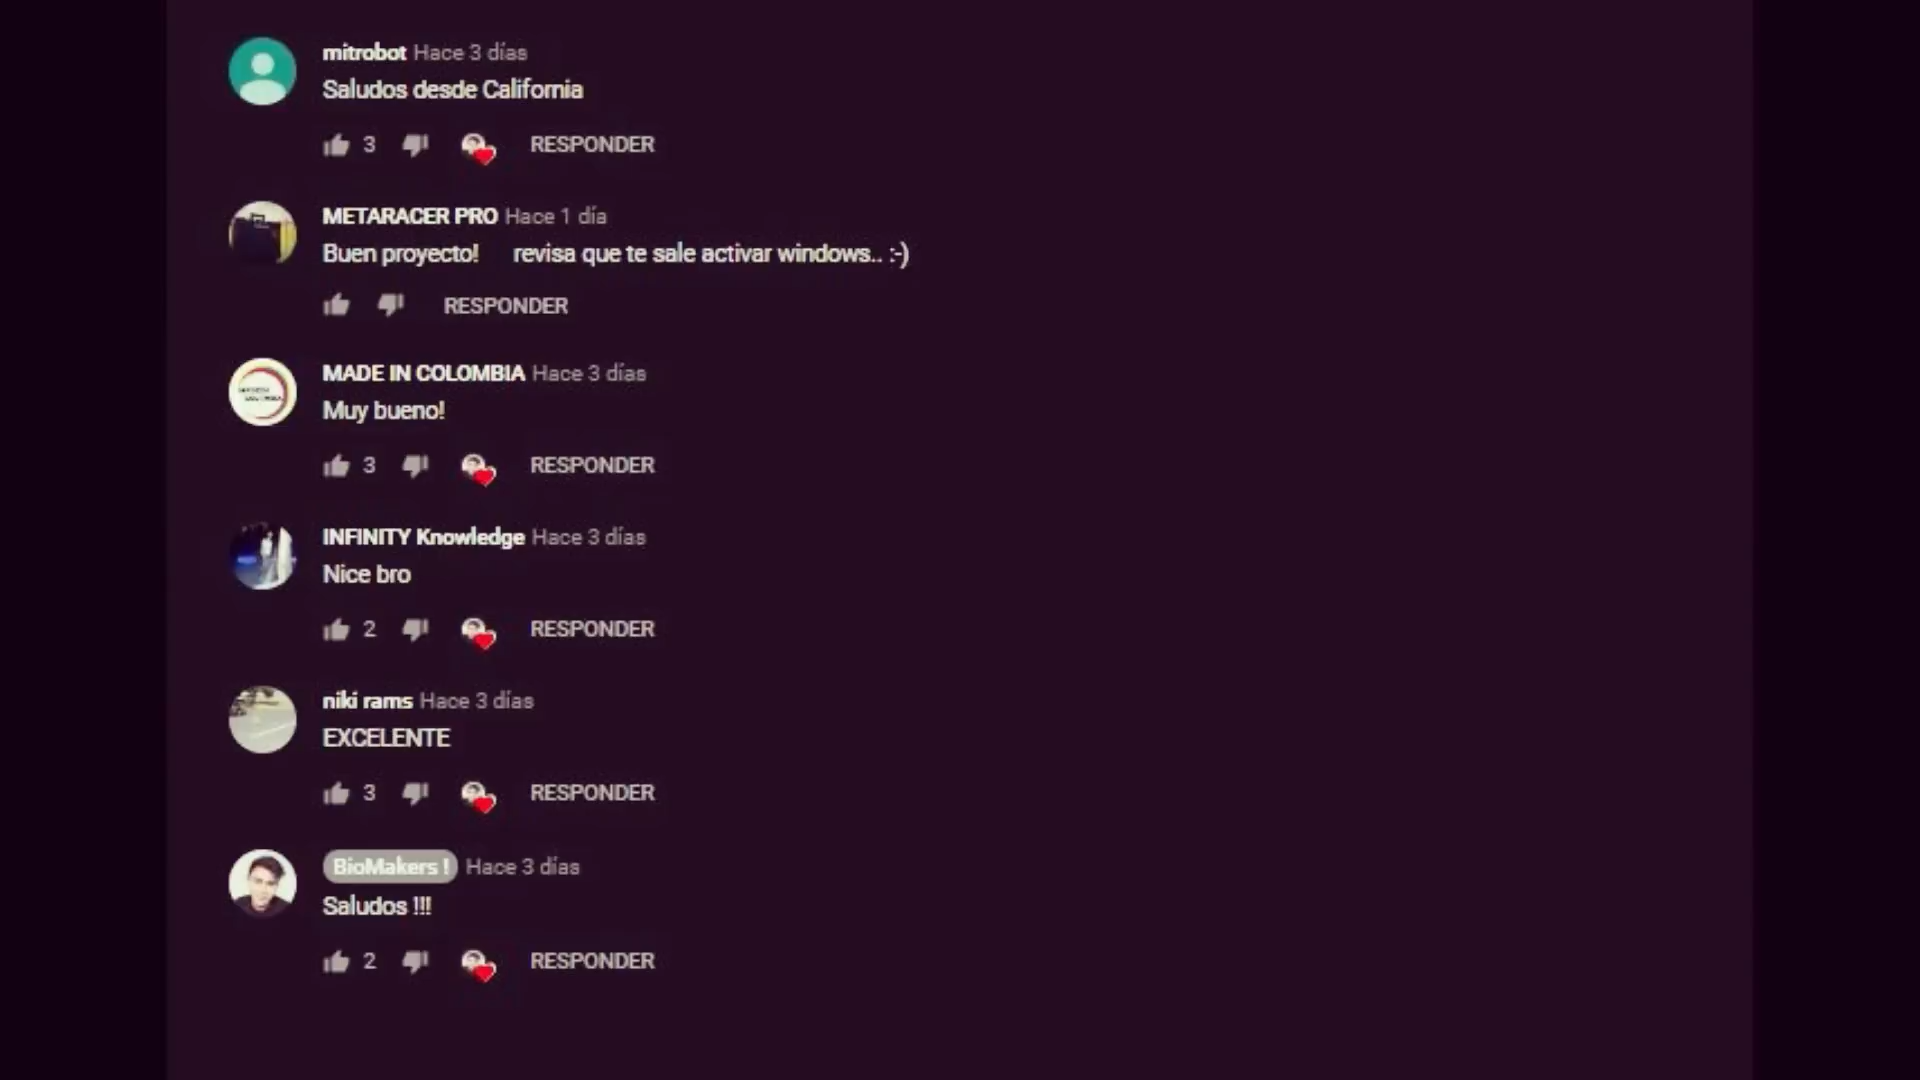 mitrobot Hace 3 días
Saludos desde California
3 RESPONDER
METARACER PRO Hace 1 día
Buen proyecto! revisa que te sale activar windows.. :-)
RESPONDER
MADE IN COLOMBIA Hace 3 días
Muy bueno!
3 RESPONDER
INFINITY Knowledge Hace 3 días
Nice bro
2 RESPONDER
niki rams Hace 3 días
EXCELENTE
3 RESPONDER
BioMakers ! Hace 3 días
Saludos !!!
2 RESPONDER